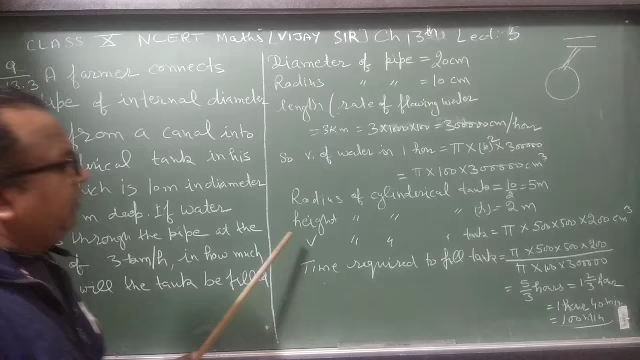 CLASS X NCERT Maths [VIJAY SIR] Ch 13th Lect: 5
9
13.3 A farmer connects
pipe of internal diameter
from a canal into
tank in his
which is 10m in diameter
m deep. If water
through the pipe at the
of 3 km/h, in how much
will the tank be filled
Diameter of pipe = 20cm
Radius " " = 10 cm
length (rate of flowing water
= 3km = 3×1000×100 = 300000cm/hour
So v. of water in 1 hour = π×(10)²×300000
= π×100×300000 cm³
Radius of cylinderical tank = 10/2 = 5m
height " " " (h) = 2 m
V " " " tank = π×500×500×200 cm³
Time required to fill tank = π×500×500×200 / π×100×300000
= 5/3 hours = 1 2/3 hour
= 1 hour 40 min
= 100 min